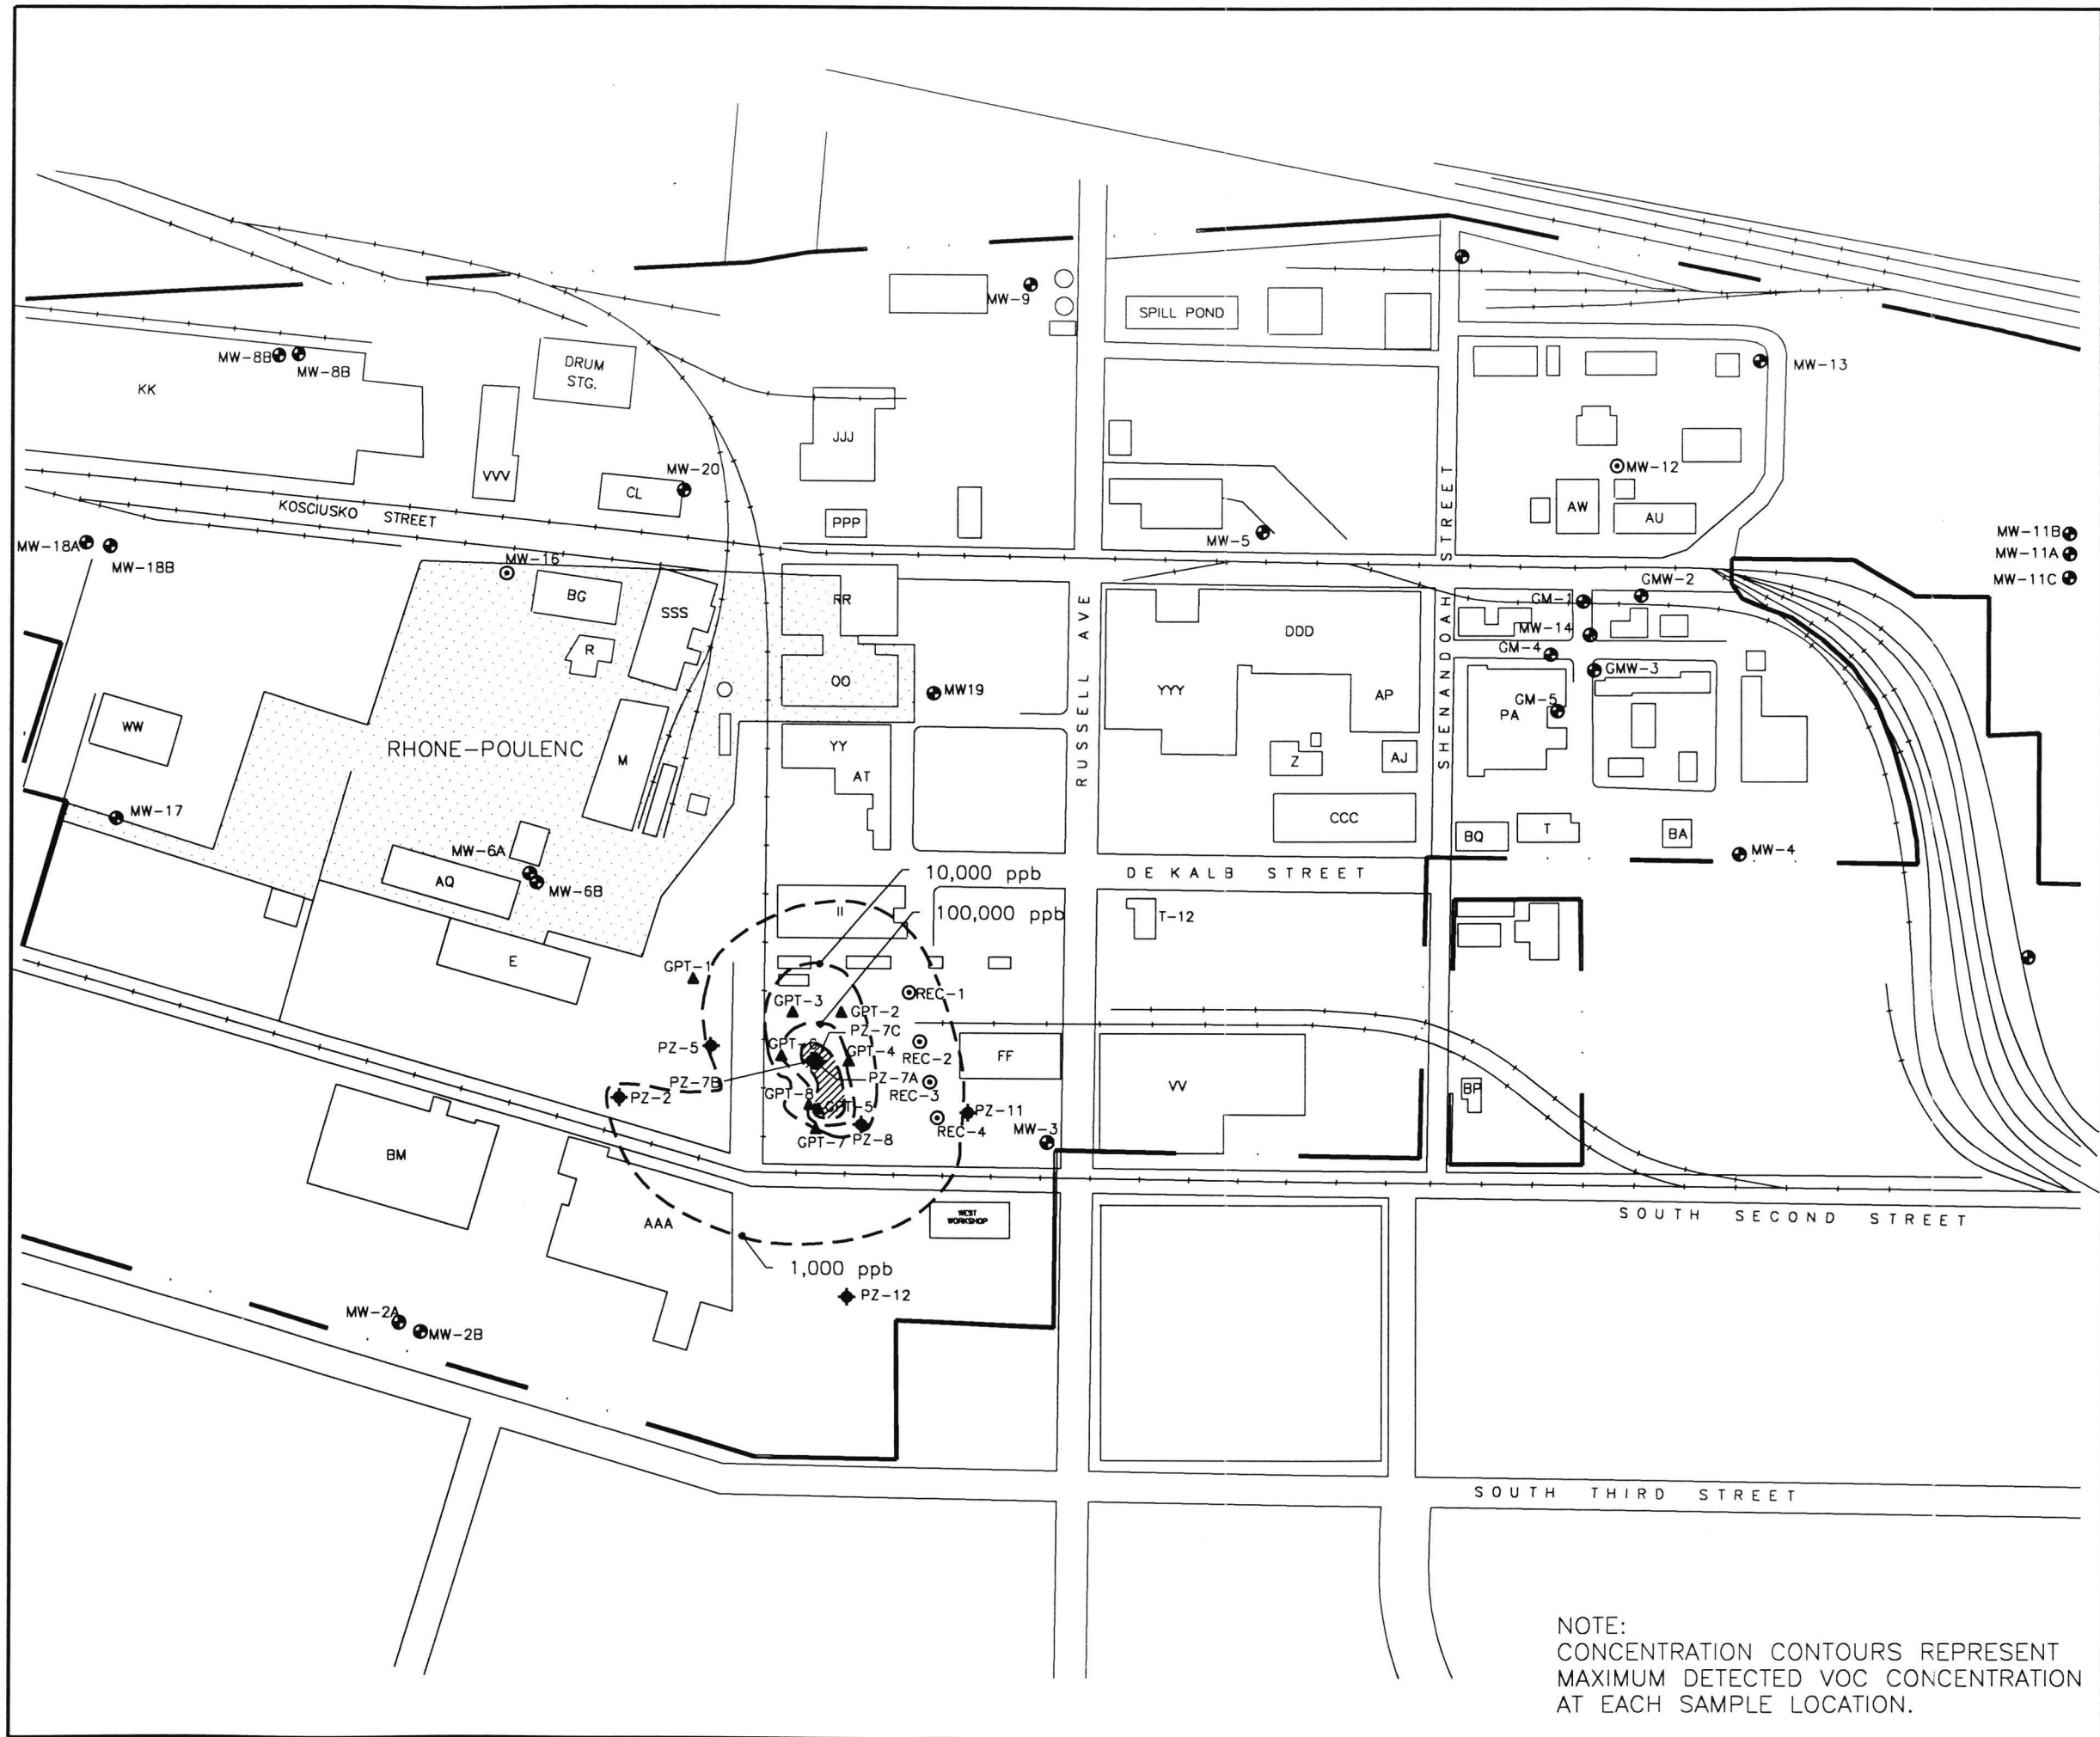 MW-9
SPILL POND
MW-8B
MW-8B
DRUM
STG.
MW-13
KK
JJJ
VVV
CL
MW-20
MW-12
AW
AU
KOSCIUSKO STREET
PPP
MW-5
STREET
MW-11B
MW-11A
MW-11C
MW-18A
MW-18B
MW-16
BG
SSS
RR
RUSSELL AVE
SHENANDOAH
GMW-2
GM-1
MW-14
GM-4
GMW-3
DDD
R
OO
MW19
YYY
AP
GM-5
PA
WW
RHONE-POULENC
M
YY
AT
Z
AJ
MW-17
CCC
BQ
T
BA
MW-4
MW-6A
AQ
MW-6B
10,000 ppb
DE KALB STREET
II
100,000 ppb
T-12
E
GPT-1
GPT-3
GPT-2
REC-1
PZ-7C
PZ-5
GPT-6
GPT-4
REC-2
FF
PZ-7B
PZ-7A
VV
BP
PZ-2
GPT-8
GPT-5
REC-3
PZ-11
GPT-7
PZ-8
REC-4
MW-3
BM
AAA
WEST
WORKSHOP
SOUTH SECOND STREET
1,000 ppb
PZ-12
MW-2A
MW-2B
SOUTH THIRD STREET
NOTE:
CONCENTRATION CONTOURS REPRESENT
MAXIMUM DETECTED VOC CONCENTRATION
AT EACH SAMPLE LOCATION.